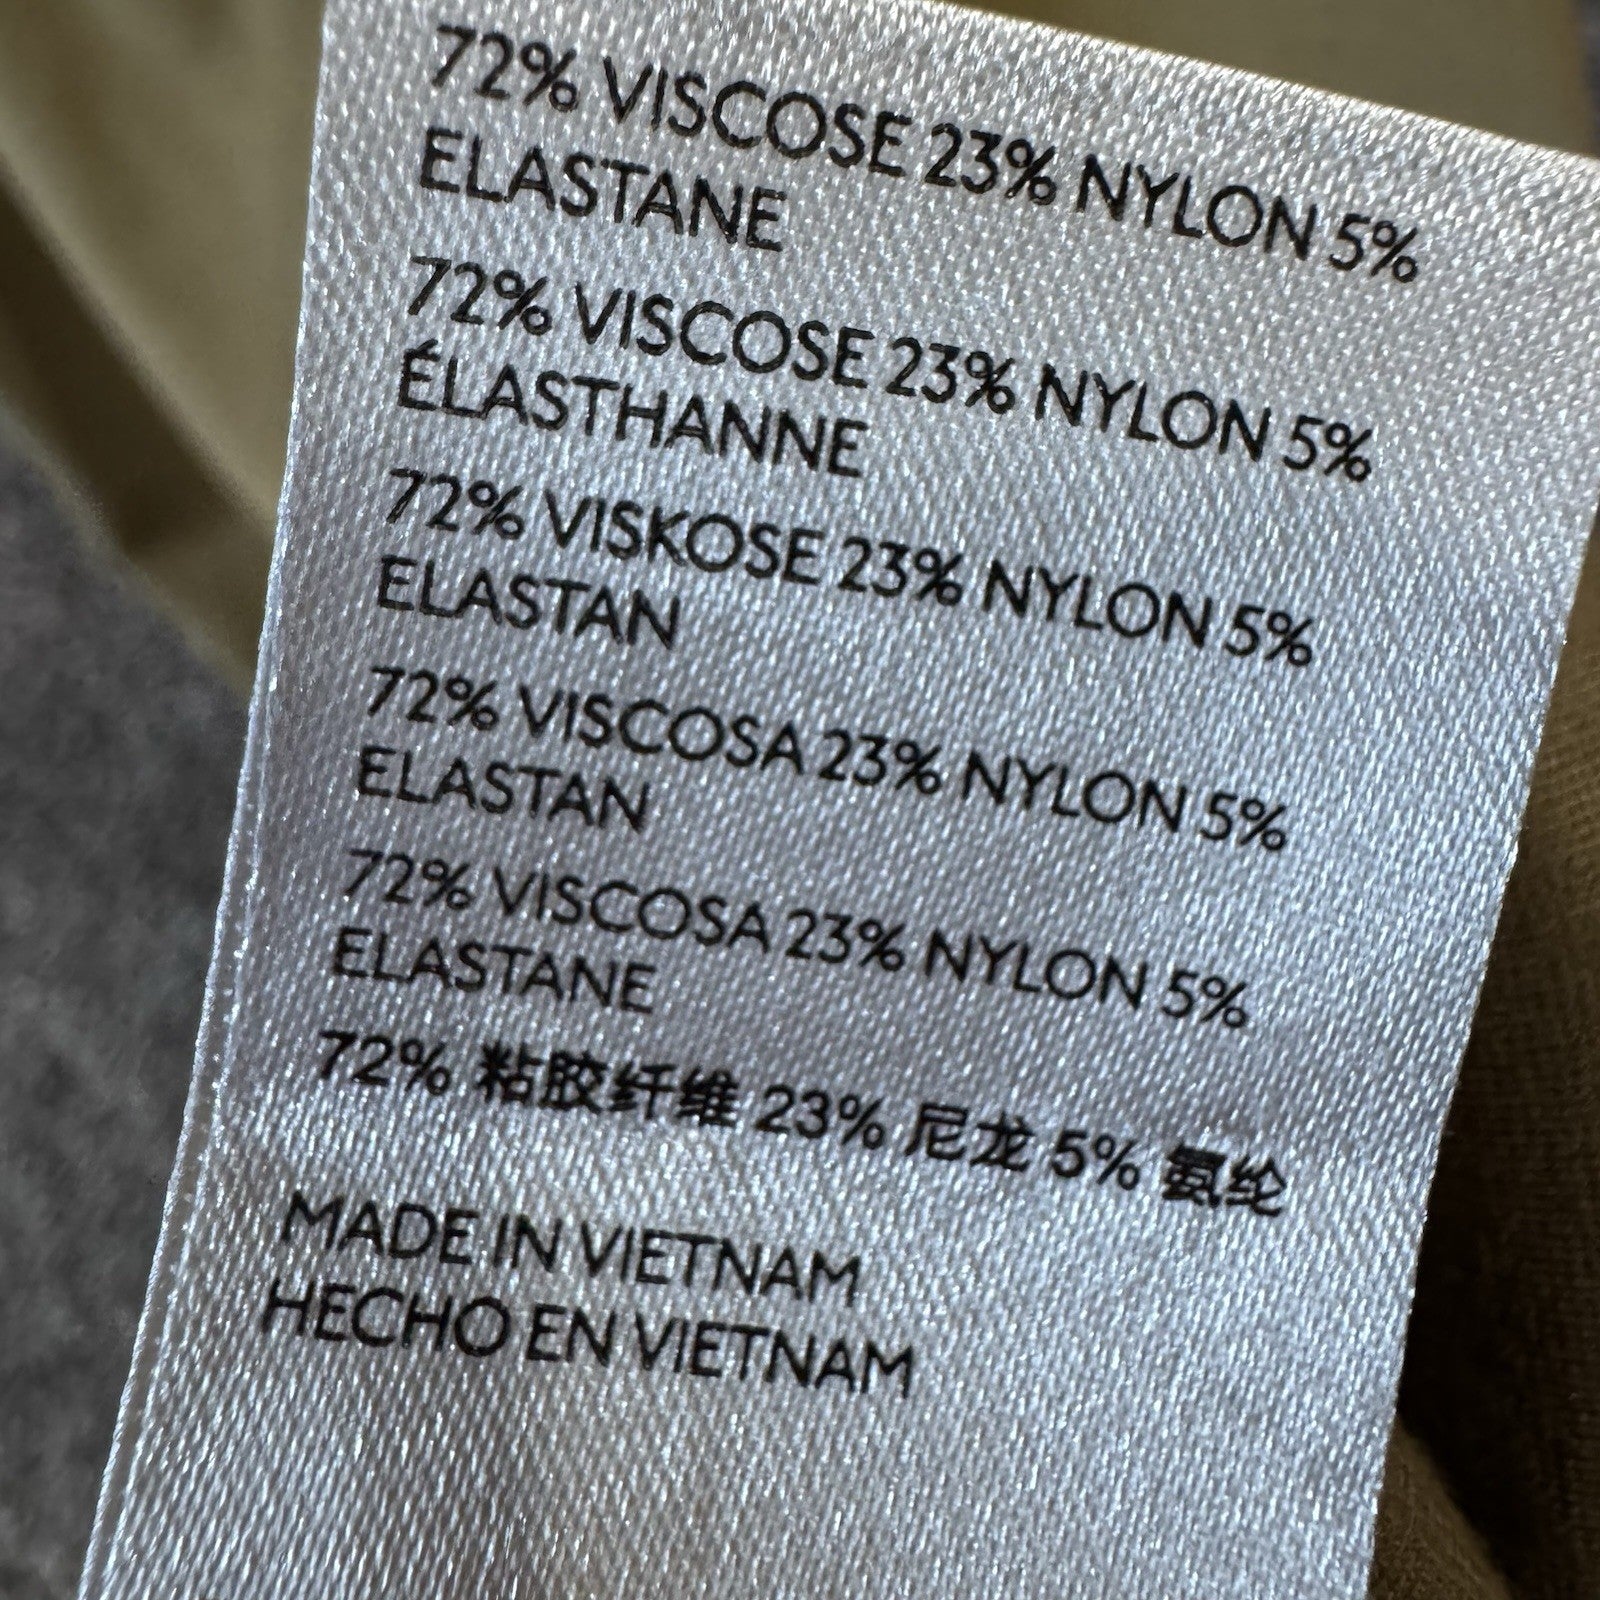 72% VISCOSE 23% NYLON 5%
ELASTANE
72% VISCOSE 23% NYLON 5%
ÉLASTHANNE
72% VISKOSE 23% NYLON 5%
ELASTAN
72% VISCOSA 23% NYLON 5%
ELASTAN
72% VISCOSA 23% NYLON 5%
ELASTANE
72% 粘胶纤维 23% 尼龙 5% 氨纶
MADE IN VIETNAM
HECHO EN VIETNAM